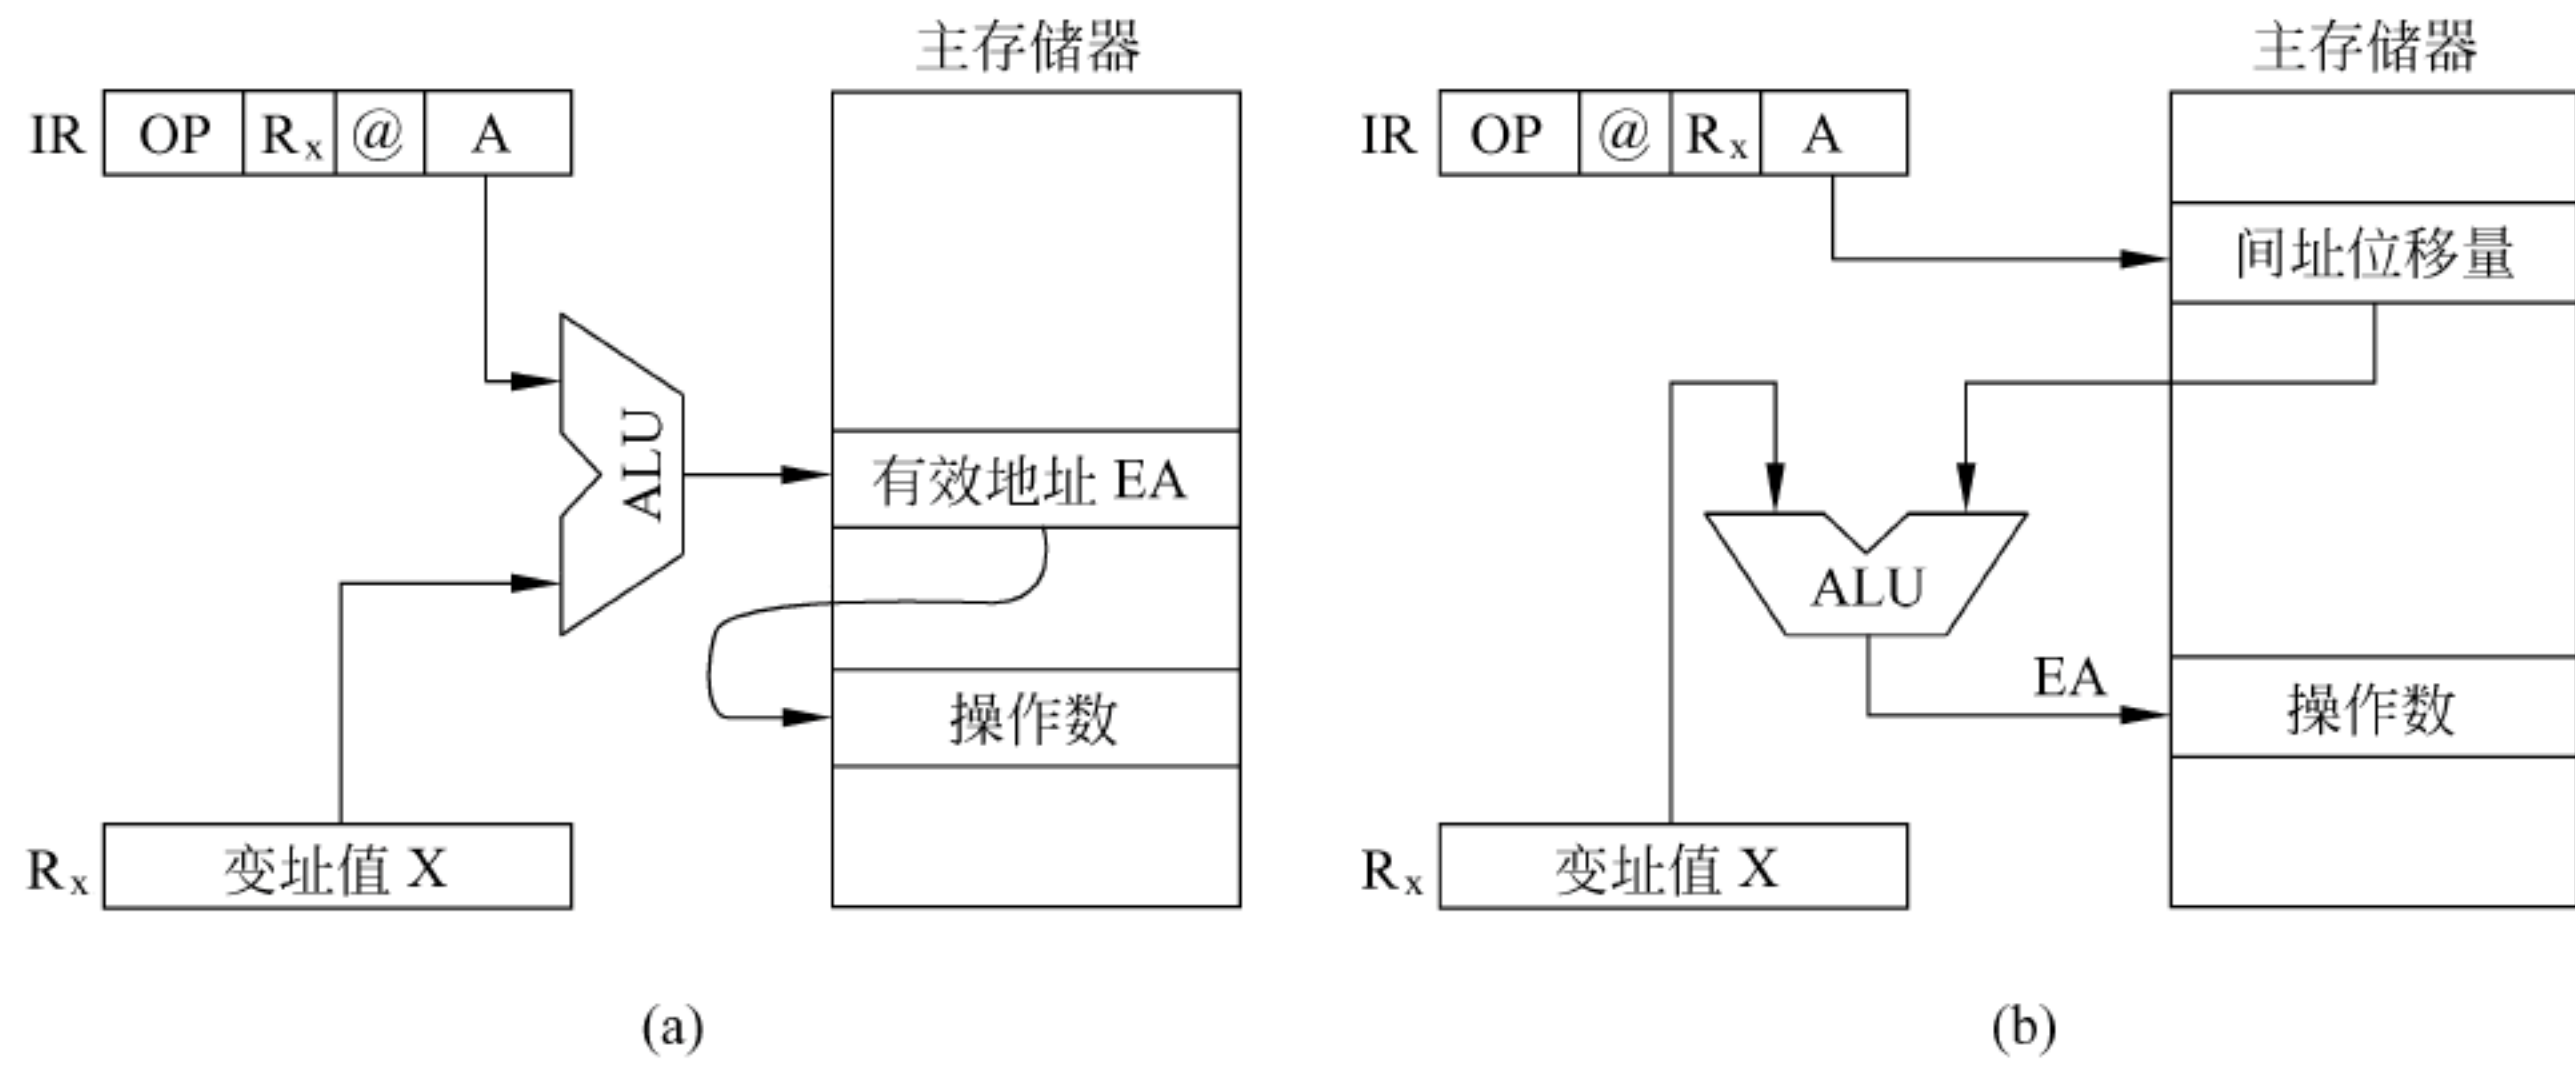 主存储器
IR OP Rx @ A
ALU
有效地址 EA
操作数
Rx 变址值 X
(a)
主存储器
IR OP @ Rx A
间址位移量
ALU
EA
操作数
Rx 变址值 X
(b)